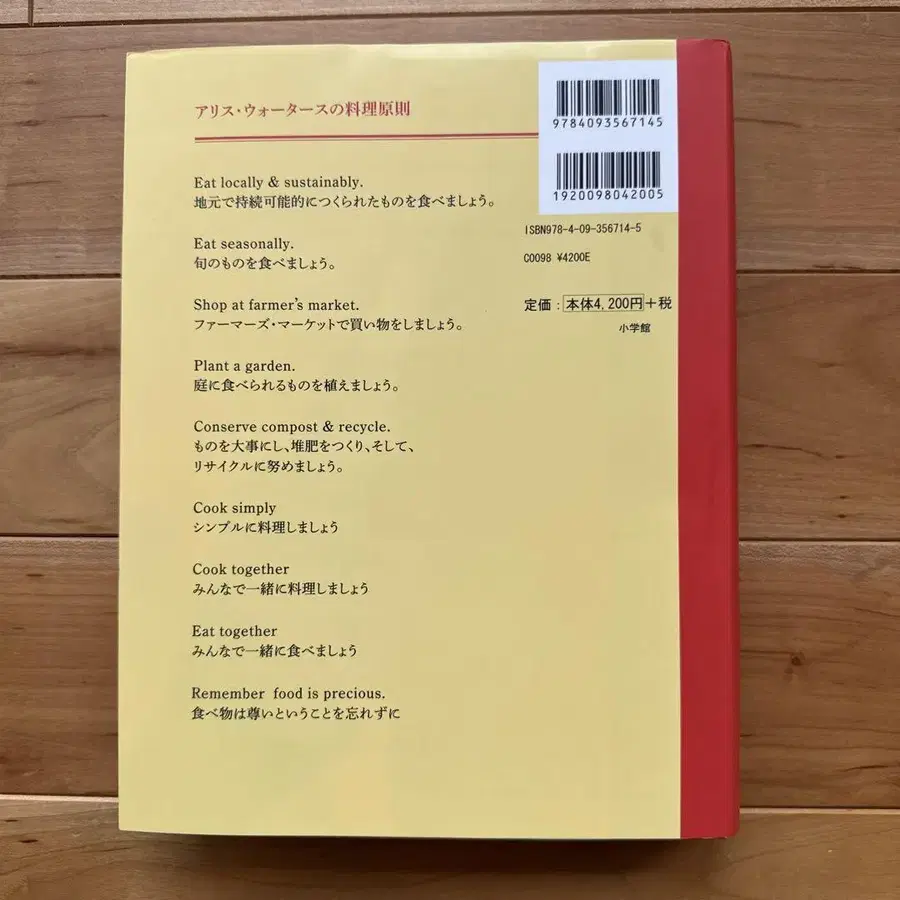 アリス・ウォータースの料理原則
9784093567145
1920098042005
ISBN978-4-09-356714-5
C0098 ¥4200E
定価：本体4,200円＋税
小学館
Eat locally & sustainably.
地元で持続可能的につくられたものを食べましょう。
Eat seasonally.
旬のものを食べましょう。
Shop at farmer's market.
ファーマーズ・マーケットで買い物をしましょう。
Plant a garden.
庭に食べられるものを植えましょう。
Conserve compost & recycle.
ものを大事にし、堆肥をつくり、そして、
リサイクルに努めましょう。
Cook simply
シンプルに料理しましょう
Cook together
みんなで一緒に料理しましょう
Eat together
みんなで一緒に食べましょう
Remember food is precious.
食べ物は尊いということを忘れずに